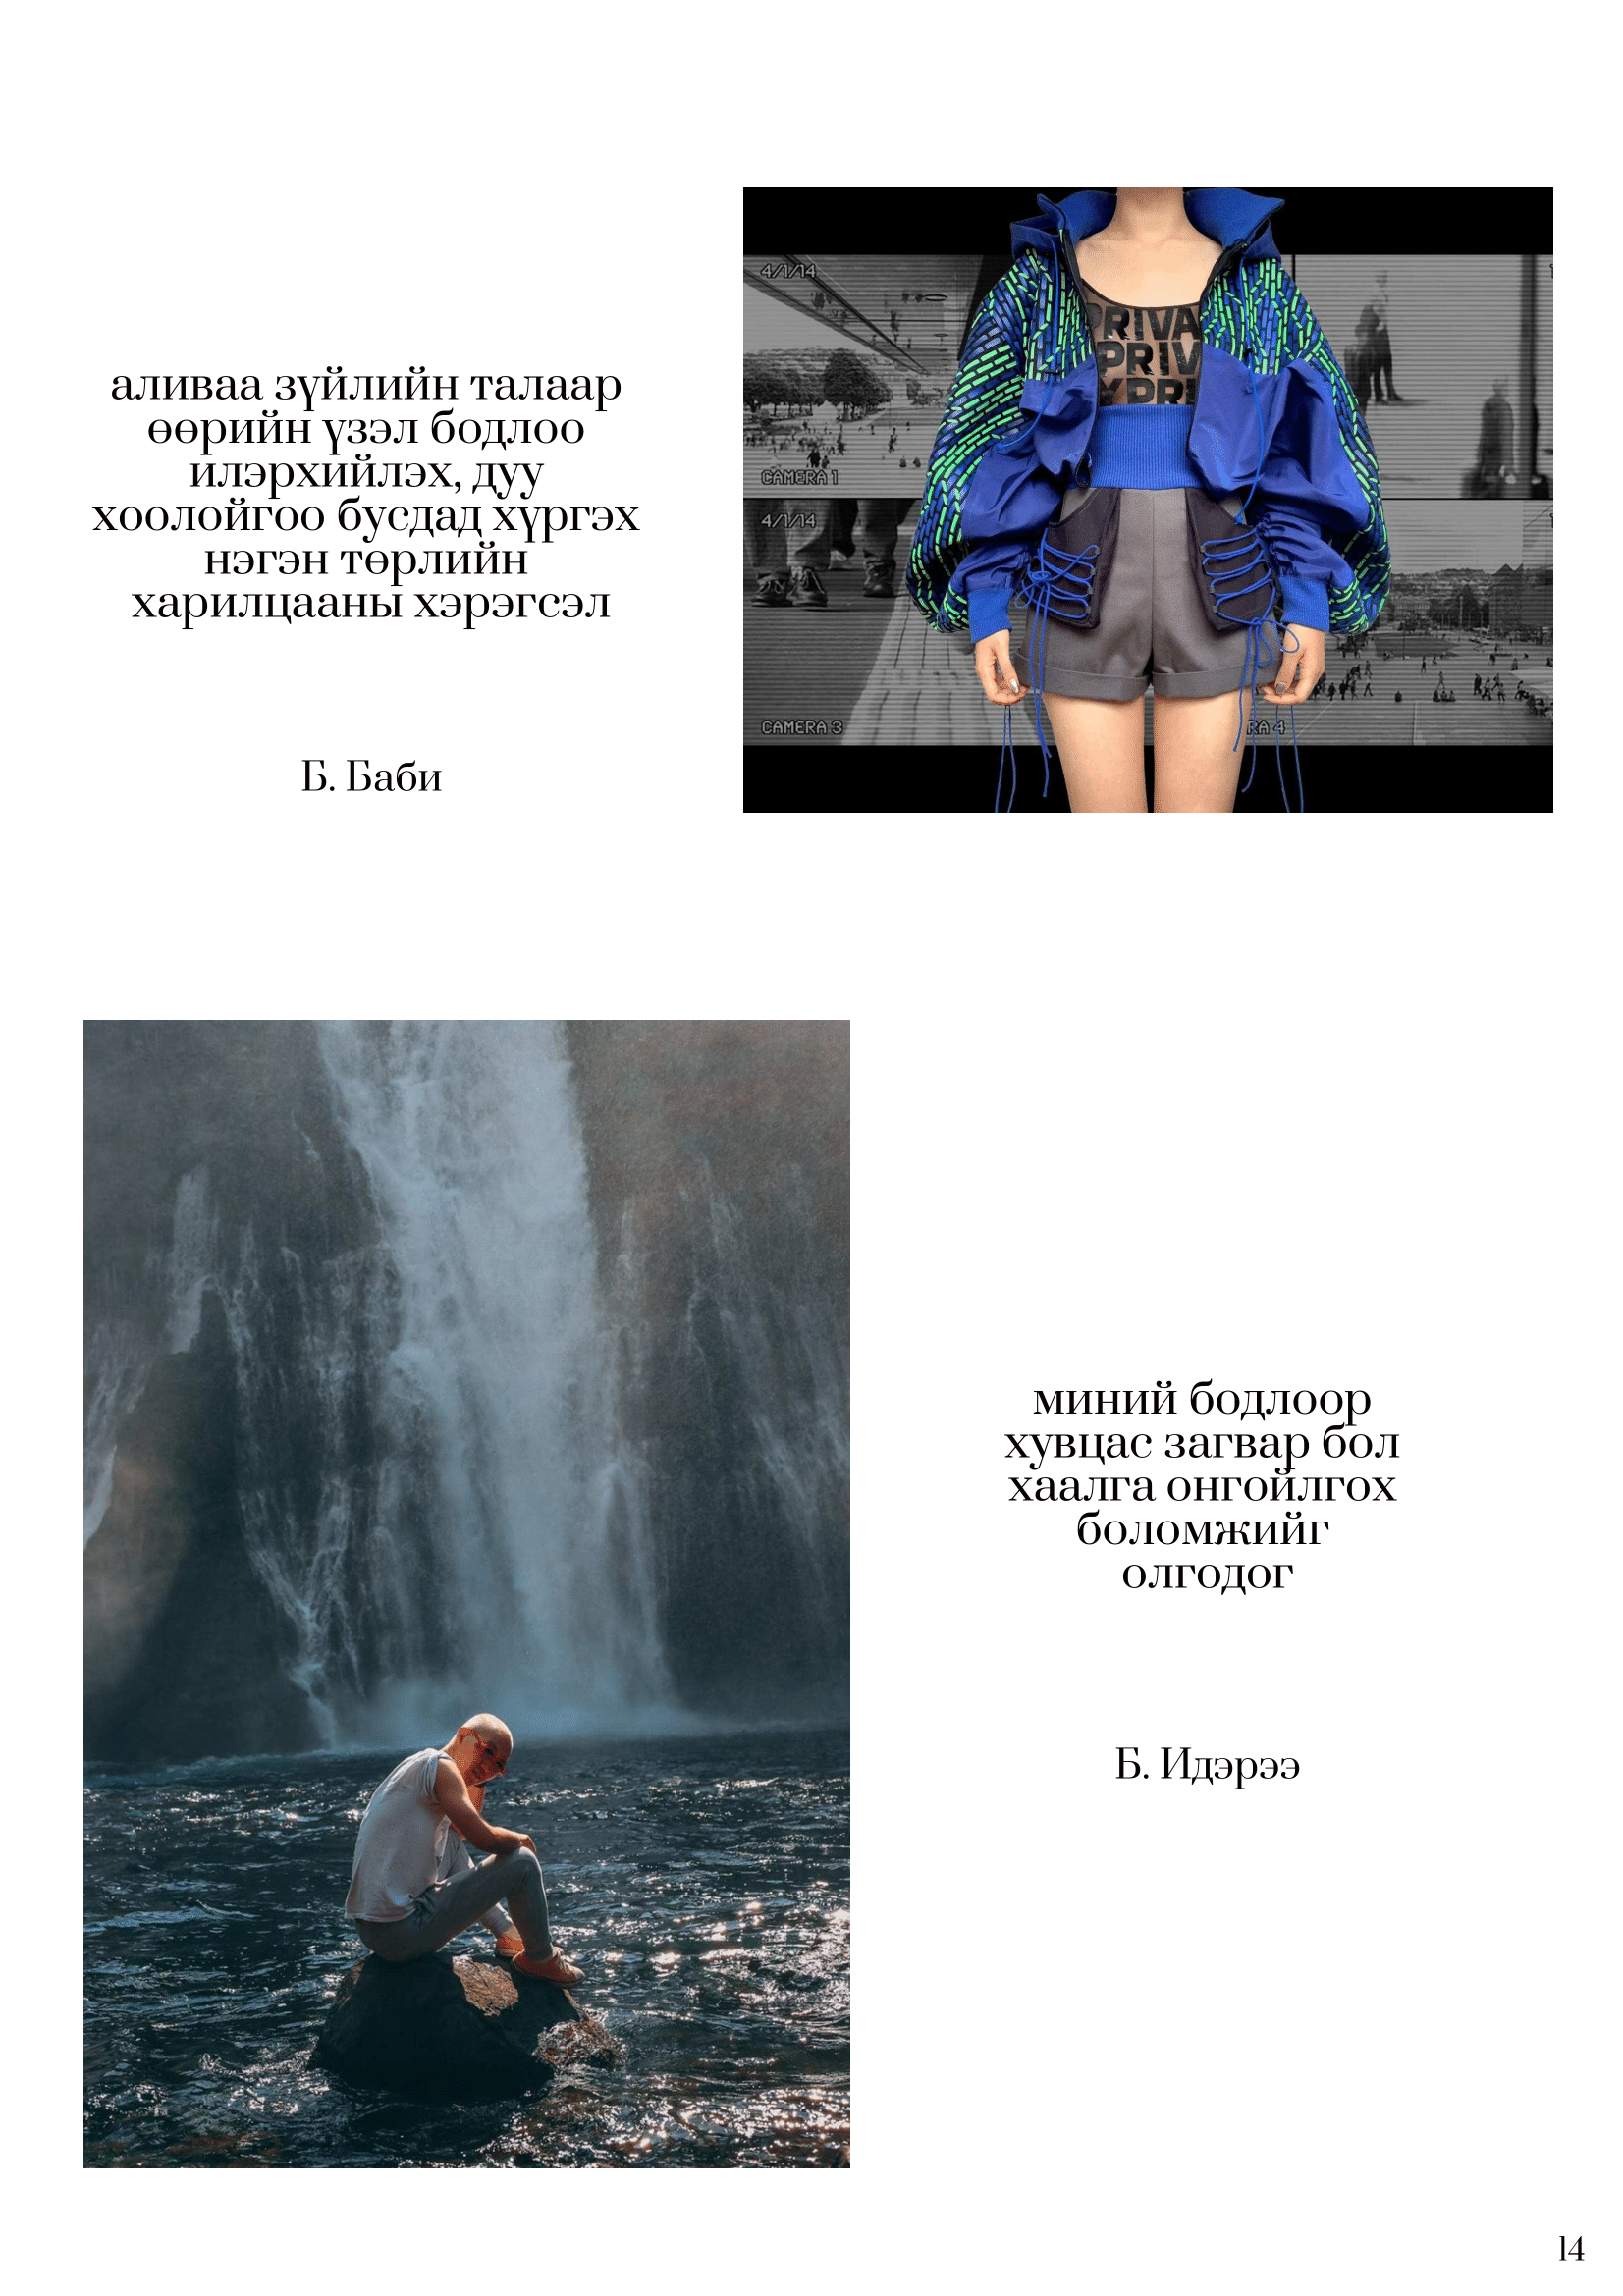 аливаа зүйлийн талаар
өөрийн үзэл бодлоо
илэрхийлэх, дуу
хоолойгоо бусдад хүргэх
нэгэн төрлийн
харилцааны хэрэгсэл
Б. Баби
4/1/14
PRIVA
PRIV
YPRI
CAMERA 1
4/1/14
CAMERA 3
RA 4
миний бодлоор
хувцас загвар бол
хаалга онгойлгох
боломжийг
олгодог
Б. Идэрээ
14